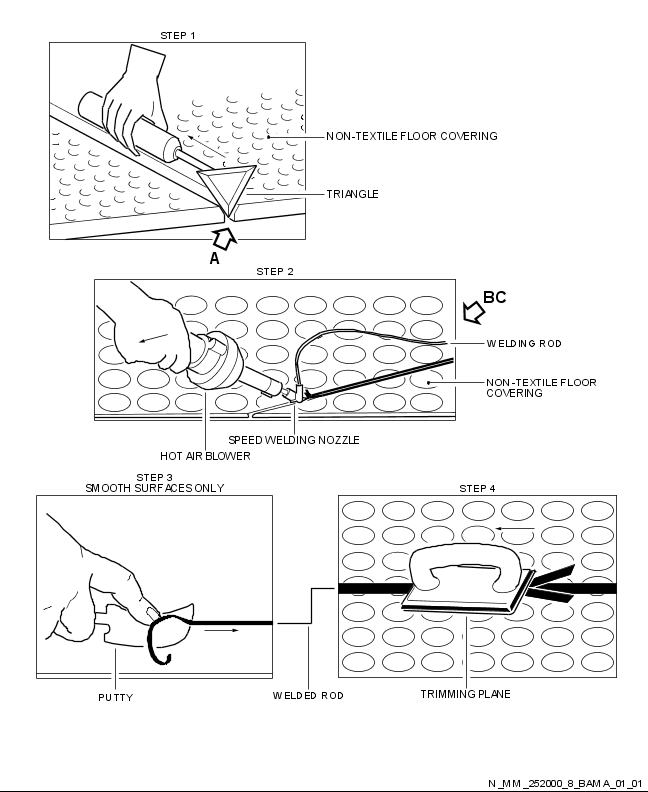 STEP 1
NON-TEXTILE FLOOR COVERING
TRIANGLE
A
STEP 2
BC
WELDING ROD
NON-TEXTILE FLOOR
COVERING
SPEED WELDING NOZZLE
HOT AIR BLOWER
STEP 3
SMOOTH SURFACES ONLY
STEP 4
PUTTY
WELDED ROD
TRIMMING PLANE
N_MM_252000_8_BAMA_01_01